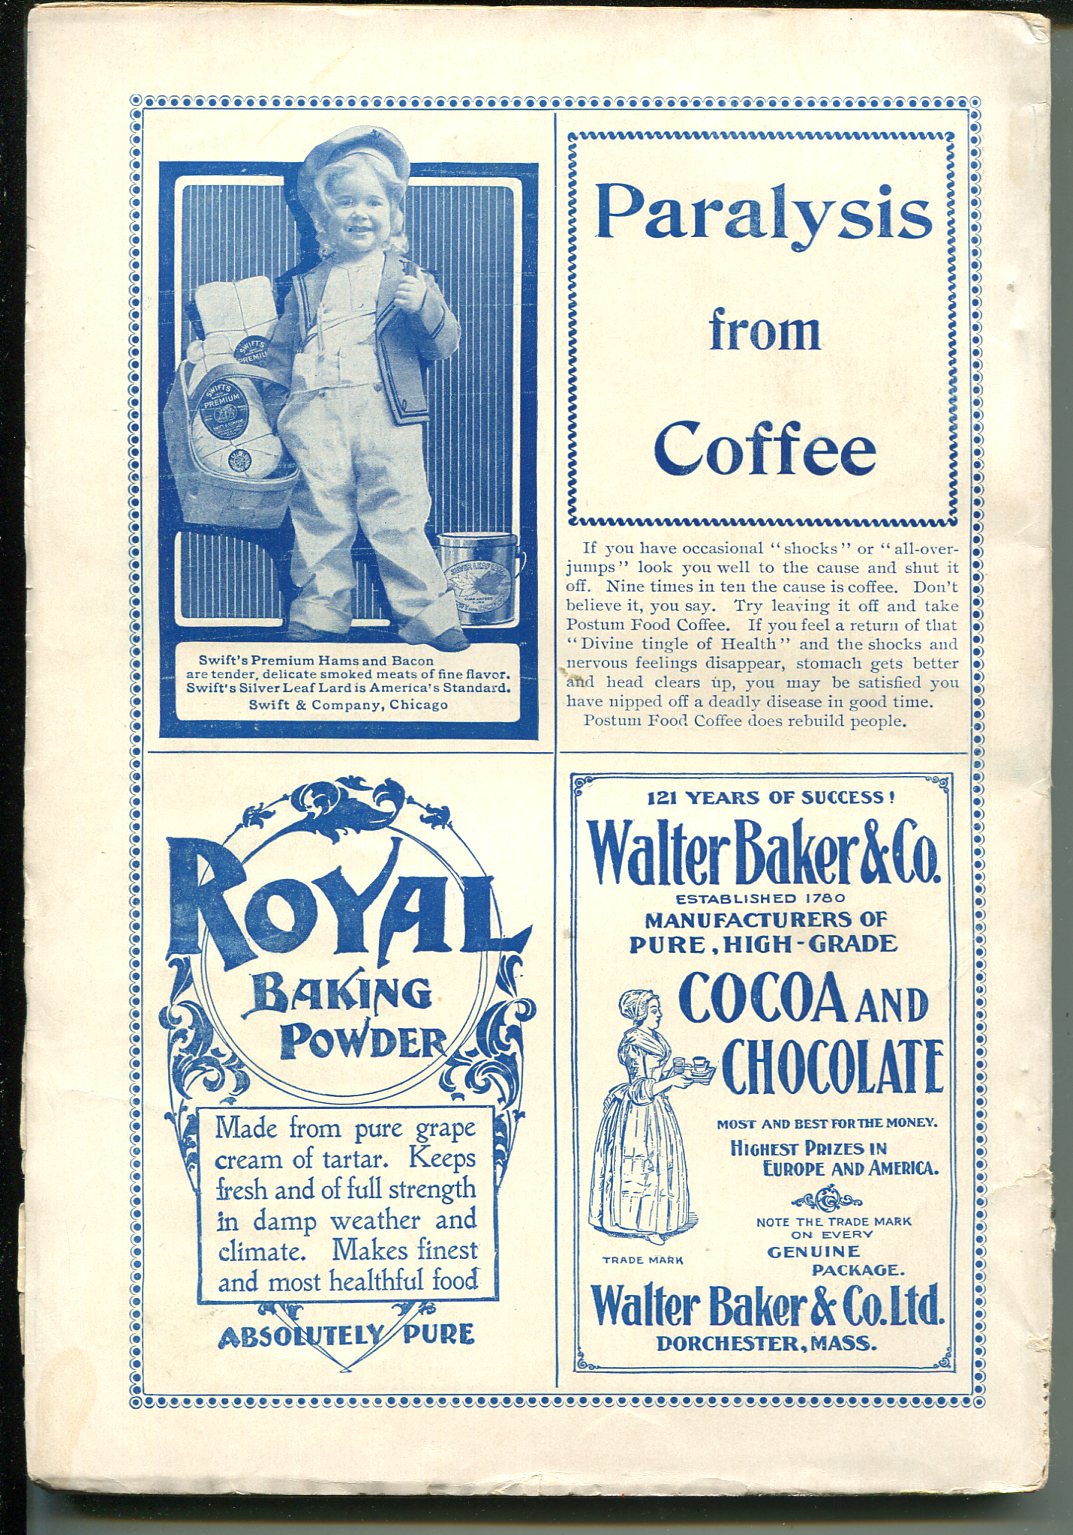 SWIFT'S
PREMIUM
SWIFT'S
PREMIUM
SILVER LEAF LARD
Swift's Premium Hams and Bacon
are tender, delicate smoked meats of fine flavor.
Swift's Silver Leaf Lard is America's Standard.
Swift & Company, Chicago
Paralysis
from
Coffee
If you have occasional "shocks" or "all-over-
jumps" look you well to the cause and shut it
off. Nine times in ten the cause is coffee. Don't
believe it, you say. Try leaving it off and take
Postum Food Coffee. If you feel a return of that
"Divine tingle of Health" and the shocks and
nervous feelings disappear, stomach gets better
and head clears up, you may be satisfied you
have nipped off a deadly disease in good time.
Postum Food Coffee does rebuild people.
ROYAL
BAKING
POWDER
Made from pure grape
cream of tartar. Keeps
fresh and of full strength
in damp weather and
climate. Makes finest
and most healthful food
ABSOLUTELY PURE
121 YEARS OF SUCCESS!
Walter Baker & Co.
ESTABLISHED 1780
MANUFACTURERS OF
PURE, HIGH-GRADE
COCOA AND
CHOCOLATE
MOST AND BEST FOR THE MONEY.
HIGHEST PRIZES IN
EUROPE AND AMERICA.
NOTE THE TRADE MARK
ON EVERY
GENUINE
PACKAGE.
TRADE MARK
Walter Baker & Co. Ltd.
DORCHESTER, MASS.